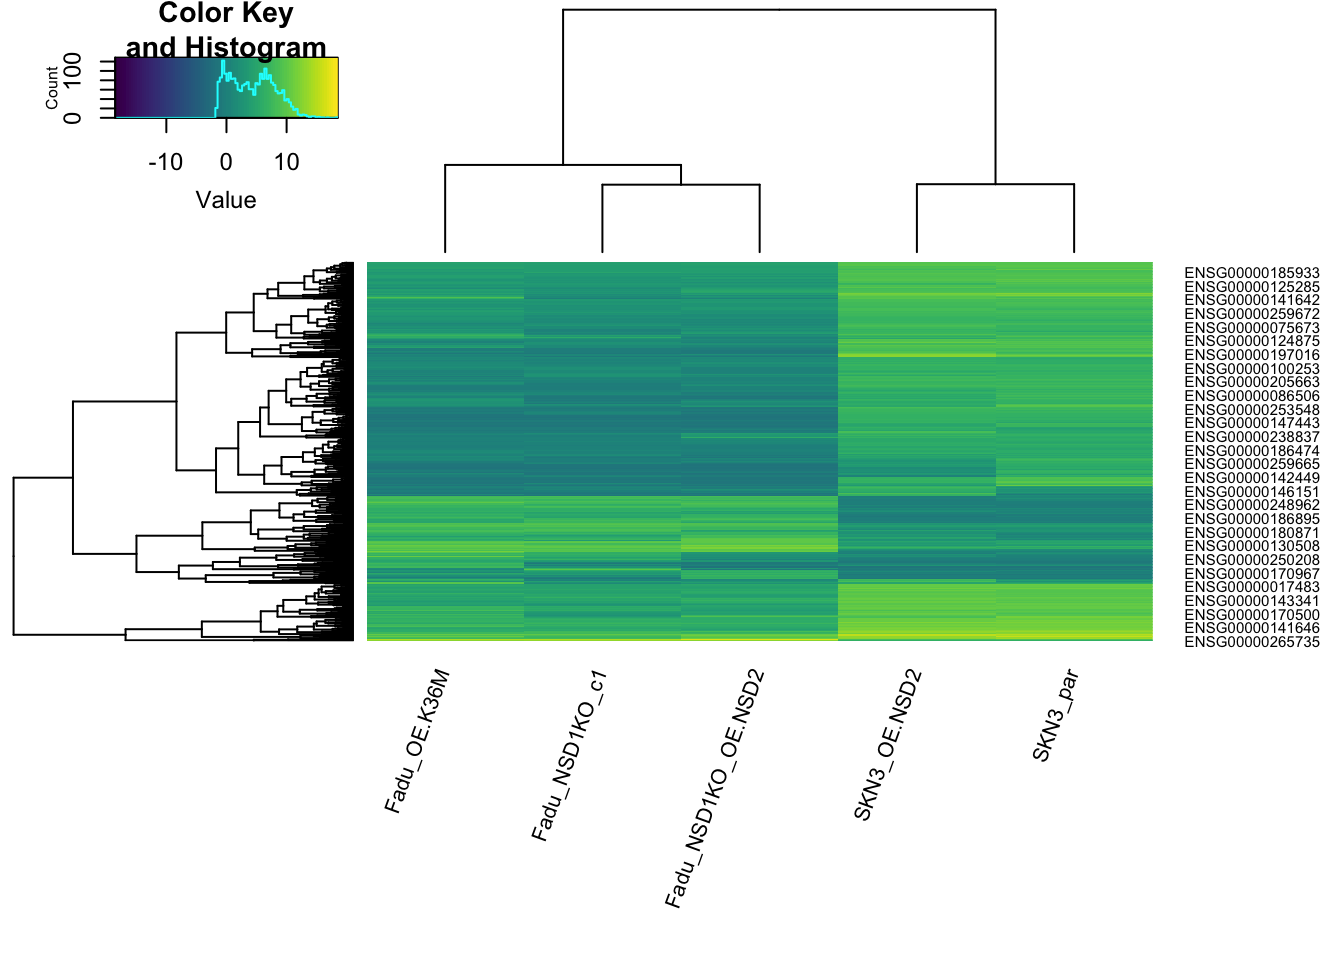 Color Key
and Histogram
Count
0 100
-10 0 10
Value
ENSG00000185933
ENSG00000125285
ENSG00000141642
ENSG00000259672
ENSG00000075673
ENSG00000124875
ENSG00000197016
ENSG00000100253
ENSG00000205663
ENSG00000086506
ENSG00000253548
ENSG00000147443
ENSG00000238837
ENSG00000186474
ENSG00000259665
ENSG00000142449
ENSG00000146151
ENSG00000248962
ENSG00000186895
ENSG00000180871
ENSG00000130508
ENSG00000250208
ENSG00000170967
ENSG00000017483
ENSG00000143341
ENSG00000170500
ENSG00000141646
ENSG00000265735
Fadu_OE.K36M
Fadu_NSD1KO_c1
Fadu_NSD1KO_OE.NSD2
SKN3_OE.NSD2
SKN3_par